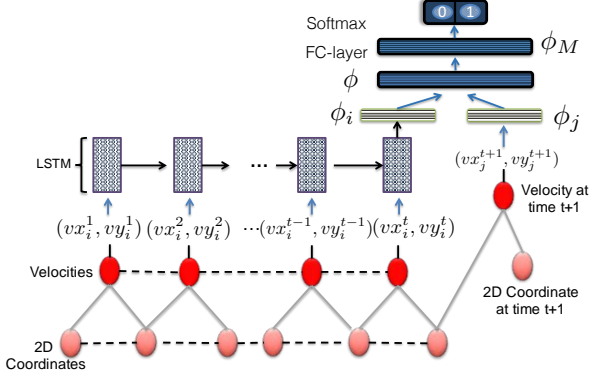 Softmax
0 1
FC-layer
ϕ_M
ϕ
ϕ_i
ϕ_j
LSTM
...
(vx_j^{t+1}, vy_j^{t+1})
(vx_i^1, vy_i^1) (vx_i^2, vy_i^2) ···(vx_i^{t-1}, vy_i^{t-1}) (vx_i^t, vy_i^t)
Velocity at
time t+1
Velocities
2D Coordinate
at time t+1
2D
Coordinates